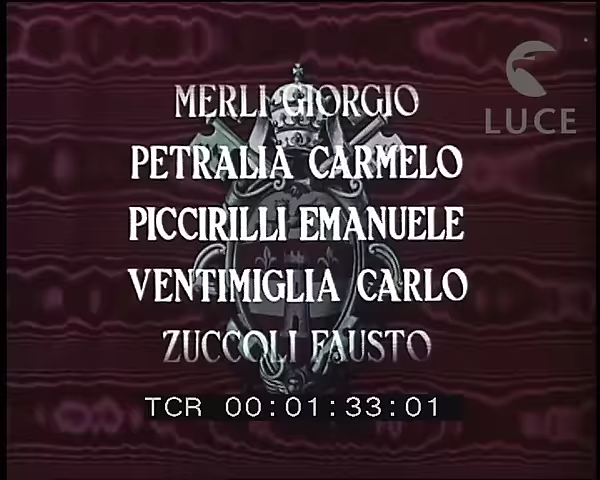 LUCE
MERLI GIORGIO
PETRALIA CARMELO
PICCIRILLI EMANUELE
VENTIMIGLIA CARLO
ZUCCOLI FAUSTO
TCR 00:01:33:01